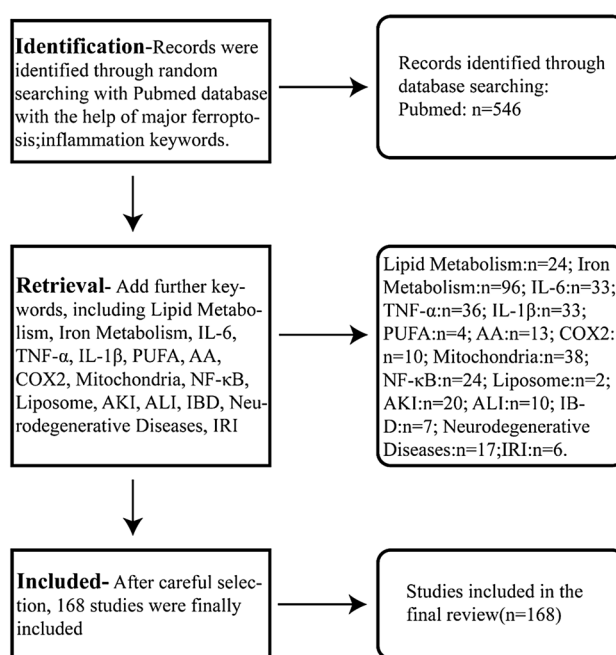 Identification-Records were
identified through random
searching with Pubmed database
with the help of major ferropto-
sis;inflammation keywords.
Records identified through
database searching:
Pubmed: n=546
Retrieval- Add further key-
words, including Lipid Metabo-
lism, Iron Metabolism, IL-6,
TNF-α, IL-1β, PUFA, AA,
COX2, Mitochondria, NF-κB,
Liposome, AKI, ALI, IBD, Neu-
rodegenerative Diseases, IRI
Lipid Metabolism:n=24; Iron
Metabolism:n=96; IL-6:n=33;
TNF-α:n=36; IL-1β:n=33;
PUFA:n=4; AA:n=13; COX2:
n=10; Mitochondria:n=38;
NF-κB:n=24; Liposome:n=2;
AKI:n=20; ALI:n=10; IB-
D:n=7; Neurodegenerative
Diseases:n=17;IRI:n=6.
Included- After careful selec-
tion, 168 studies were finally
included
Studies included in the
final review(n=168)